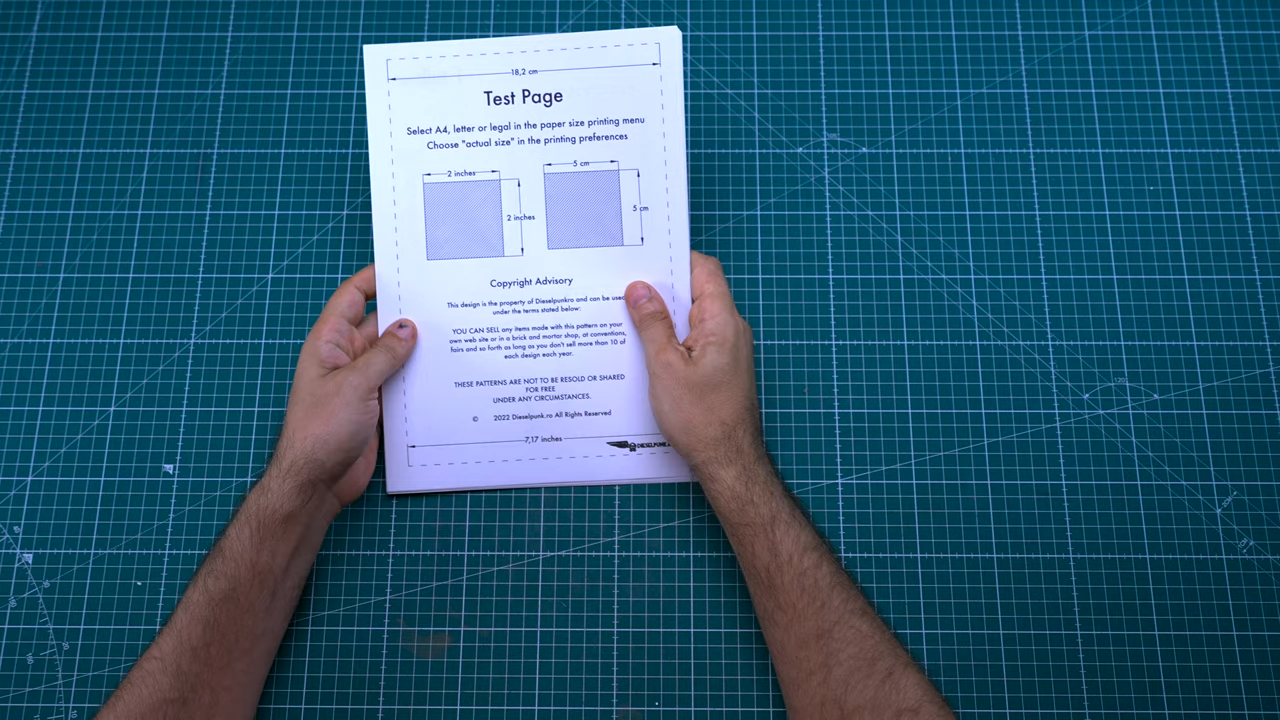 18,2 cm
Test Page
Select A4, letter or legal in the paper size printing menu
Choose "actual size" in the printing preferences
2 inches
5 cm
2 inches
5 cm
Copyright Advisory
This design is the property of Dieselpunkro and can be used
under the terms stated below:
YOU CAN SELL any items made with this pattern on your
own web site or in a brick and mortar shop, at conventions,
fairs and so forth as long as you don't sell more than 10 of
each design each year.
THESE PATTERNS ARE NOT TO BE RESOLD OR SHARED
FOR FREE
UNDER ANY CIRCUMSTANCES.
© 2022 Dieselpunk.ro All Rights Reserved
7,17 inches
DIESELPUNK